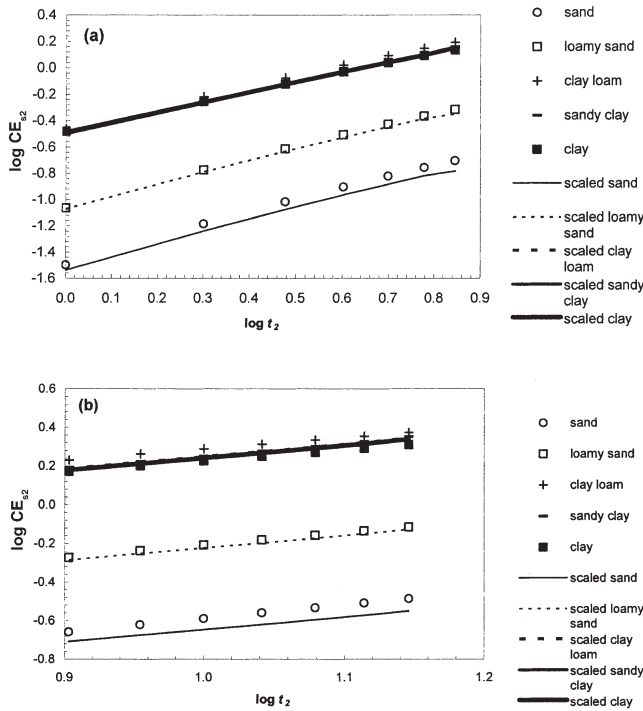 (a)
0.4
0.2
0.0
-0.2
-0.4
-0.6
-0.8
-1.0
-1.2
-1.4
-1.6
log CEs2
0.0 0.1 0.2 0.3 0.4 0.5 0.6 0.7 0.8 0.9
log t2
sand
loamy sand
clay loam
sandy clay
clay
scaled sand
scaled loamy
sand
scaled clay
loam
scaled sandy
clay
scaled clay
(b)
0.6
0.4
0.2
0.0
-0.2
-0.4
-0.6
-0.8
log CEs2
0.9 1.0 1.1 1.2
log t2
sand
loamy sand
clay loam
sandy clay
clay
scaled sand
scaled loamy
sand
scaled clay
loam
scaled sandy
clay
scaled clay